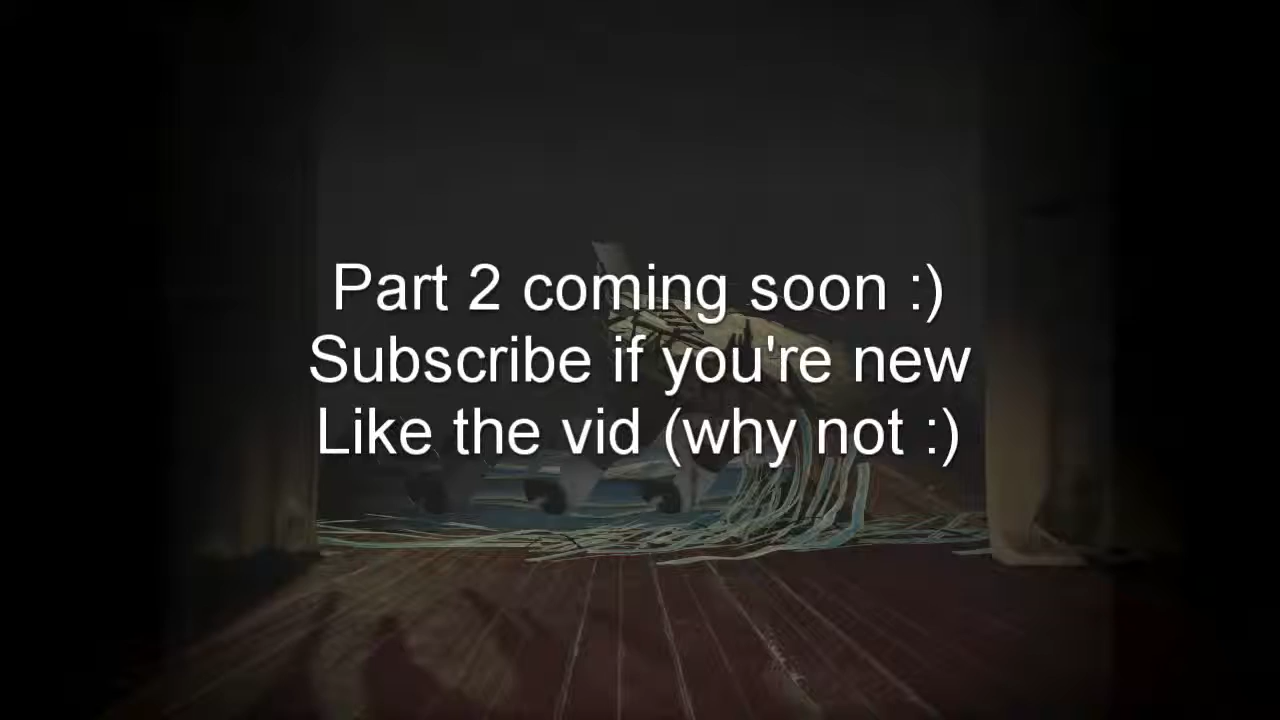 Part 2 coming soon :)
Subscribe if you're new
Like the vid (why not :)